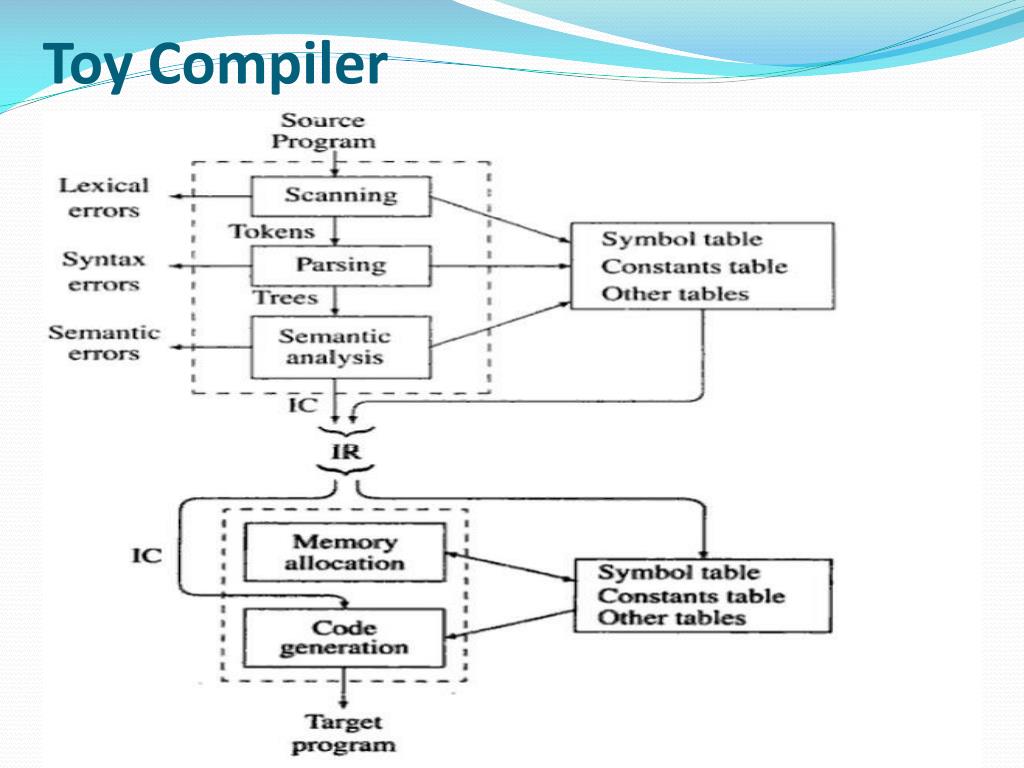 Toy Compiler
Source
Program
Lexical
errors
Scanning
Tokens
Syntax
errors
Parsing
Trees
Semantic
errors
Semantic
analysis
Symbol table
Constants table
Other tables
IC
IR
IC
Memory
allocation
Code
generation
Symbol table
Constants table
Other tables
Target
program